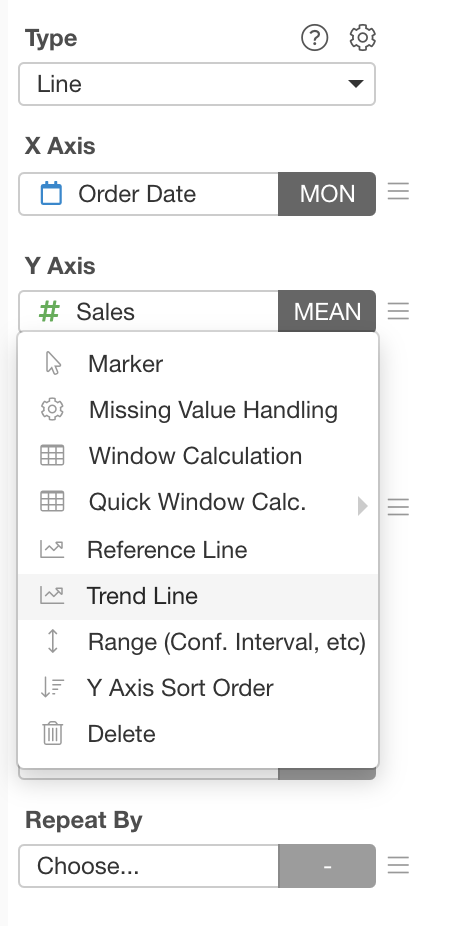 Type
Line
X Axis
Order Date MON
Y Axis
# Sales MEAN
Marker
Missing Value Handling
Window Calculation
Quick Window Calc.
Reference Line
Trend Line
Range (Conf. Interval, etc)
Y Axis Sort Order
Delete
Repeat By
Choose... -